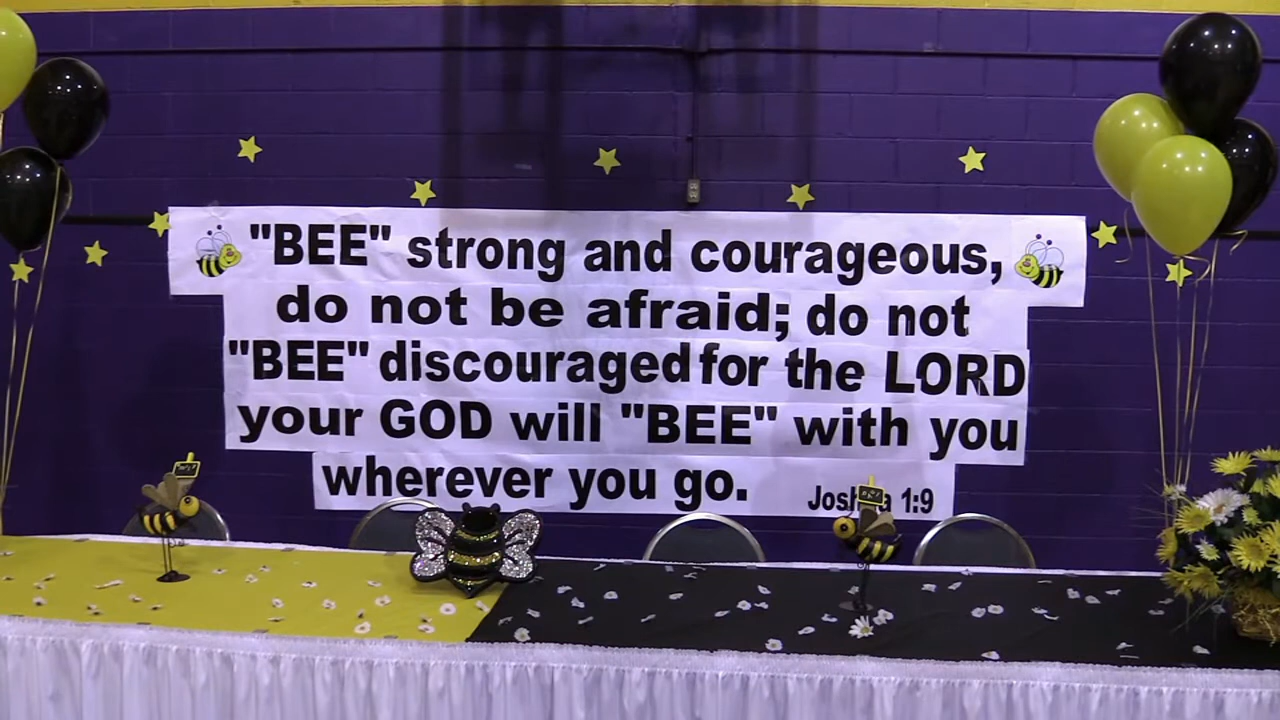 "BEE" strong and courageous,
do not be afraid; do not
"BEE" discouraged for the LORD
your GOD will "BEE" with you
wherever you go.
Joshua 1:9